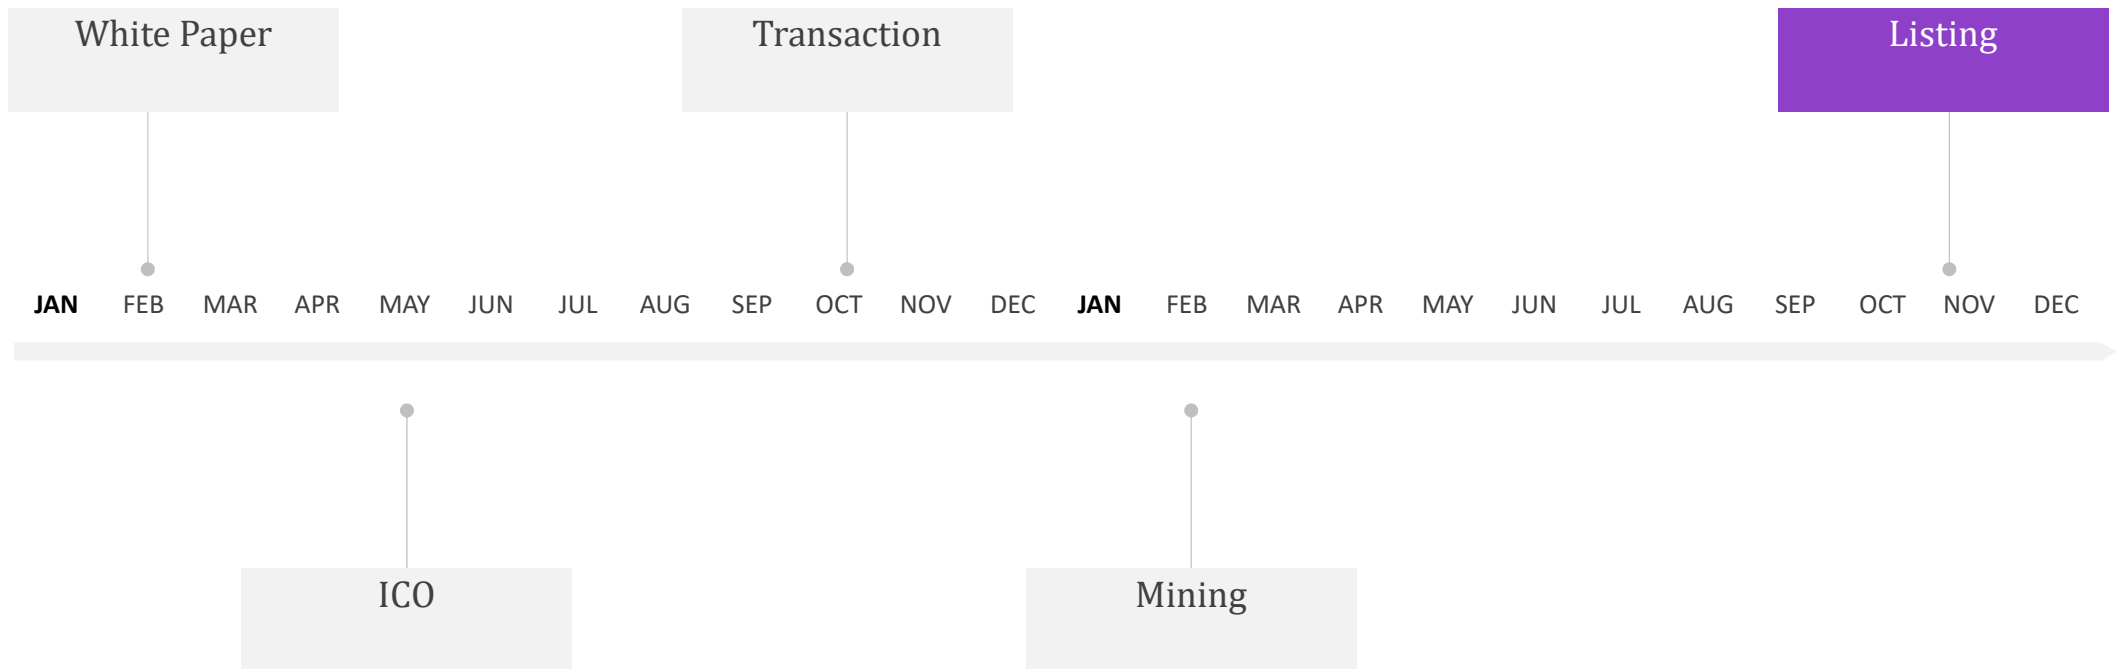 White Paper
Transaction
Listing
JAN FEB MAR APR MAY JUN JUL AUG SEP OCT NOV DEC JAN FEB MAR APR MAY JUN JUL AUG SEP OCT NOV DEC
ICO
Mining